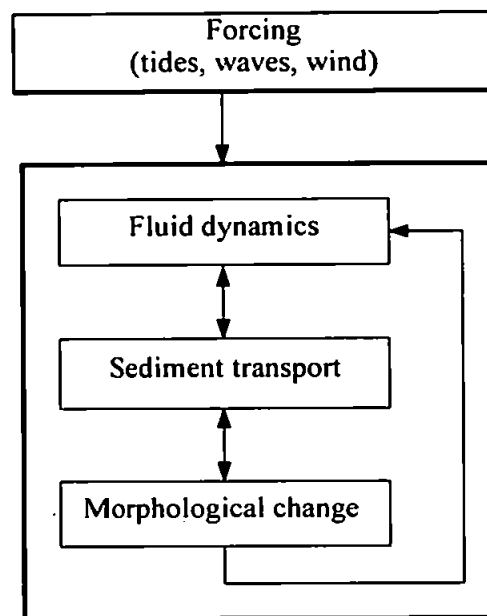 Forcing
(tides, waves, wind)
Fluid dynamics
Sediment transport
Morphological change